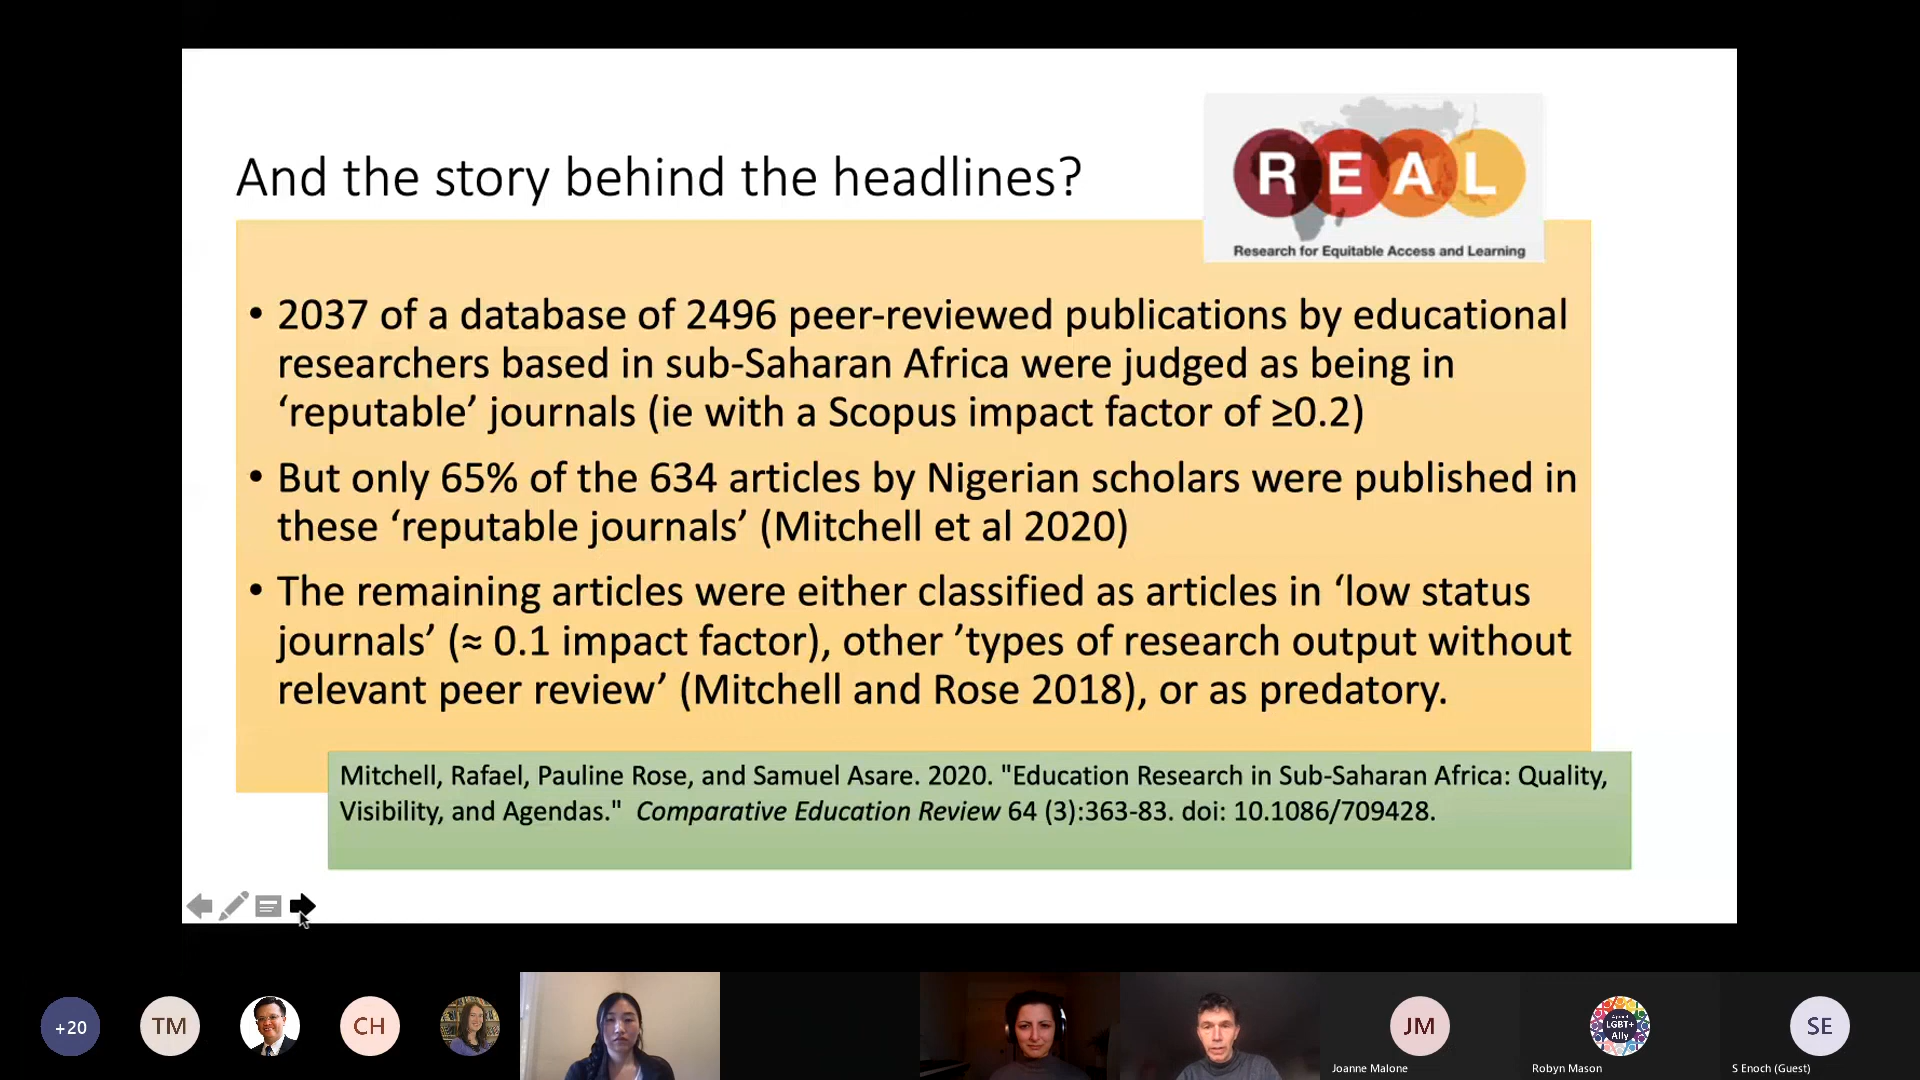 And the story behind the headlines?
R E A L
Research for Equitable Access and Learning
• 2037 of a database of 2496 peer-reviewed publications by educational
researchers based in sub-Saharan Africa were judged as being in
‘reputable’ journals (ie with a Scopus impact factor of ≥0.2)
• But only 65% of the 634 articles by Nigerian scholars were published in
these ‘reputable journals’ (Mitchell et al 2020)
• The remaining articles were either classified as articles in ‘low status
journals’ (≈ 0.1 impact factor), other ’types of research output without
relevant peer review’ (Mitchell and Rose 2018), or as predatory.
Mitchell, Rafael, Pauline Rose, and Samuel Asare. 2020. "Education Research in Sub-Saharan Africa: Quality,
Visibility, and Agendas." Comparative Education Review 64 (3):363-83. doi: 10.1086/709428.
+20
TM
CH
JM
Joanne Malone
LGBT+
Ally
Robyn Mason
SE
S Enoch (Guest)